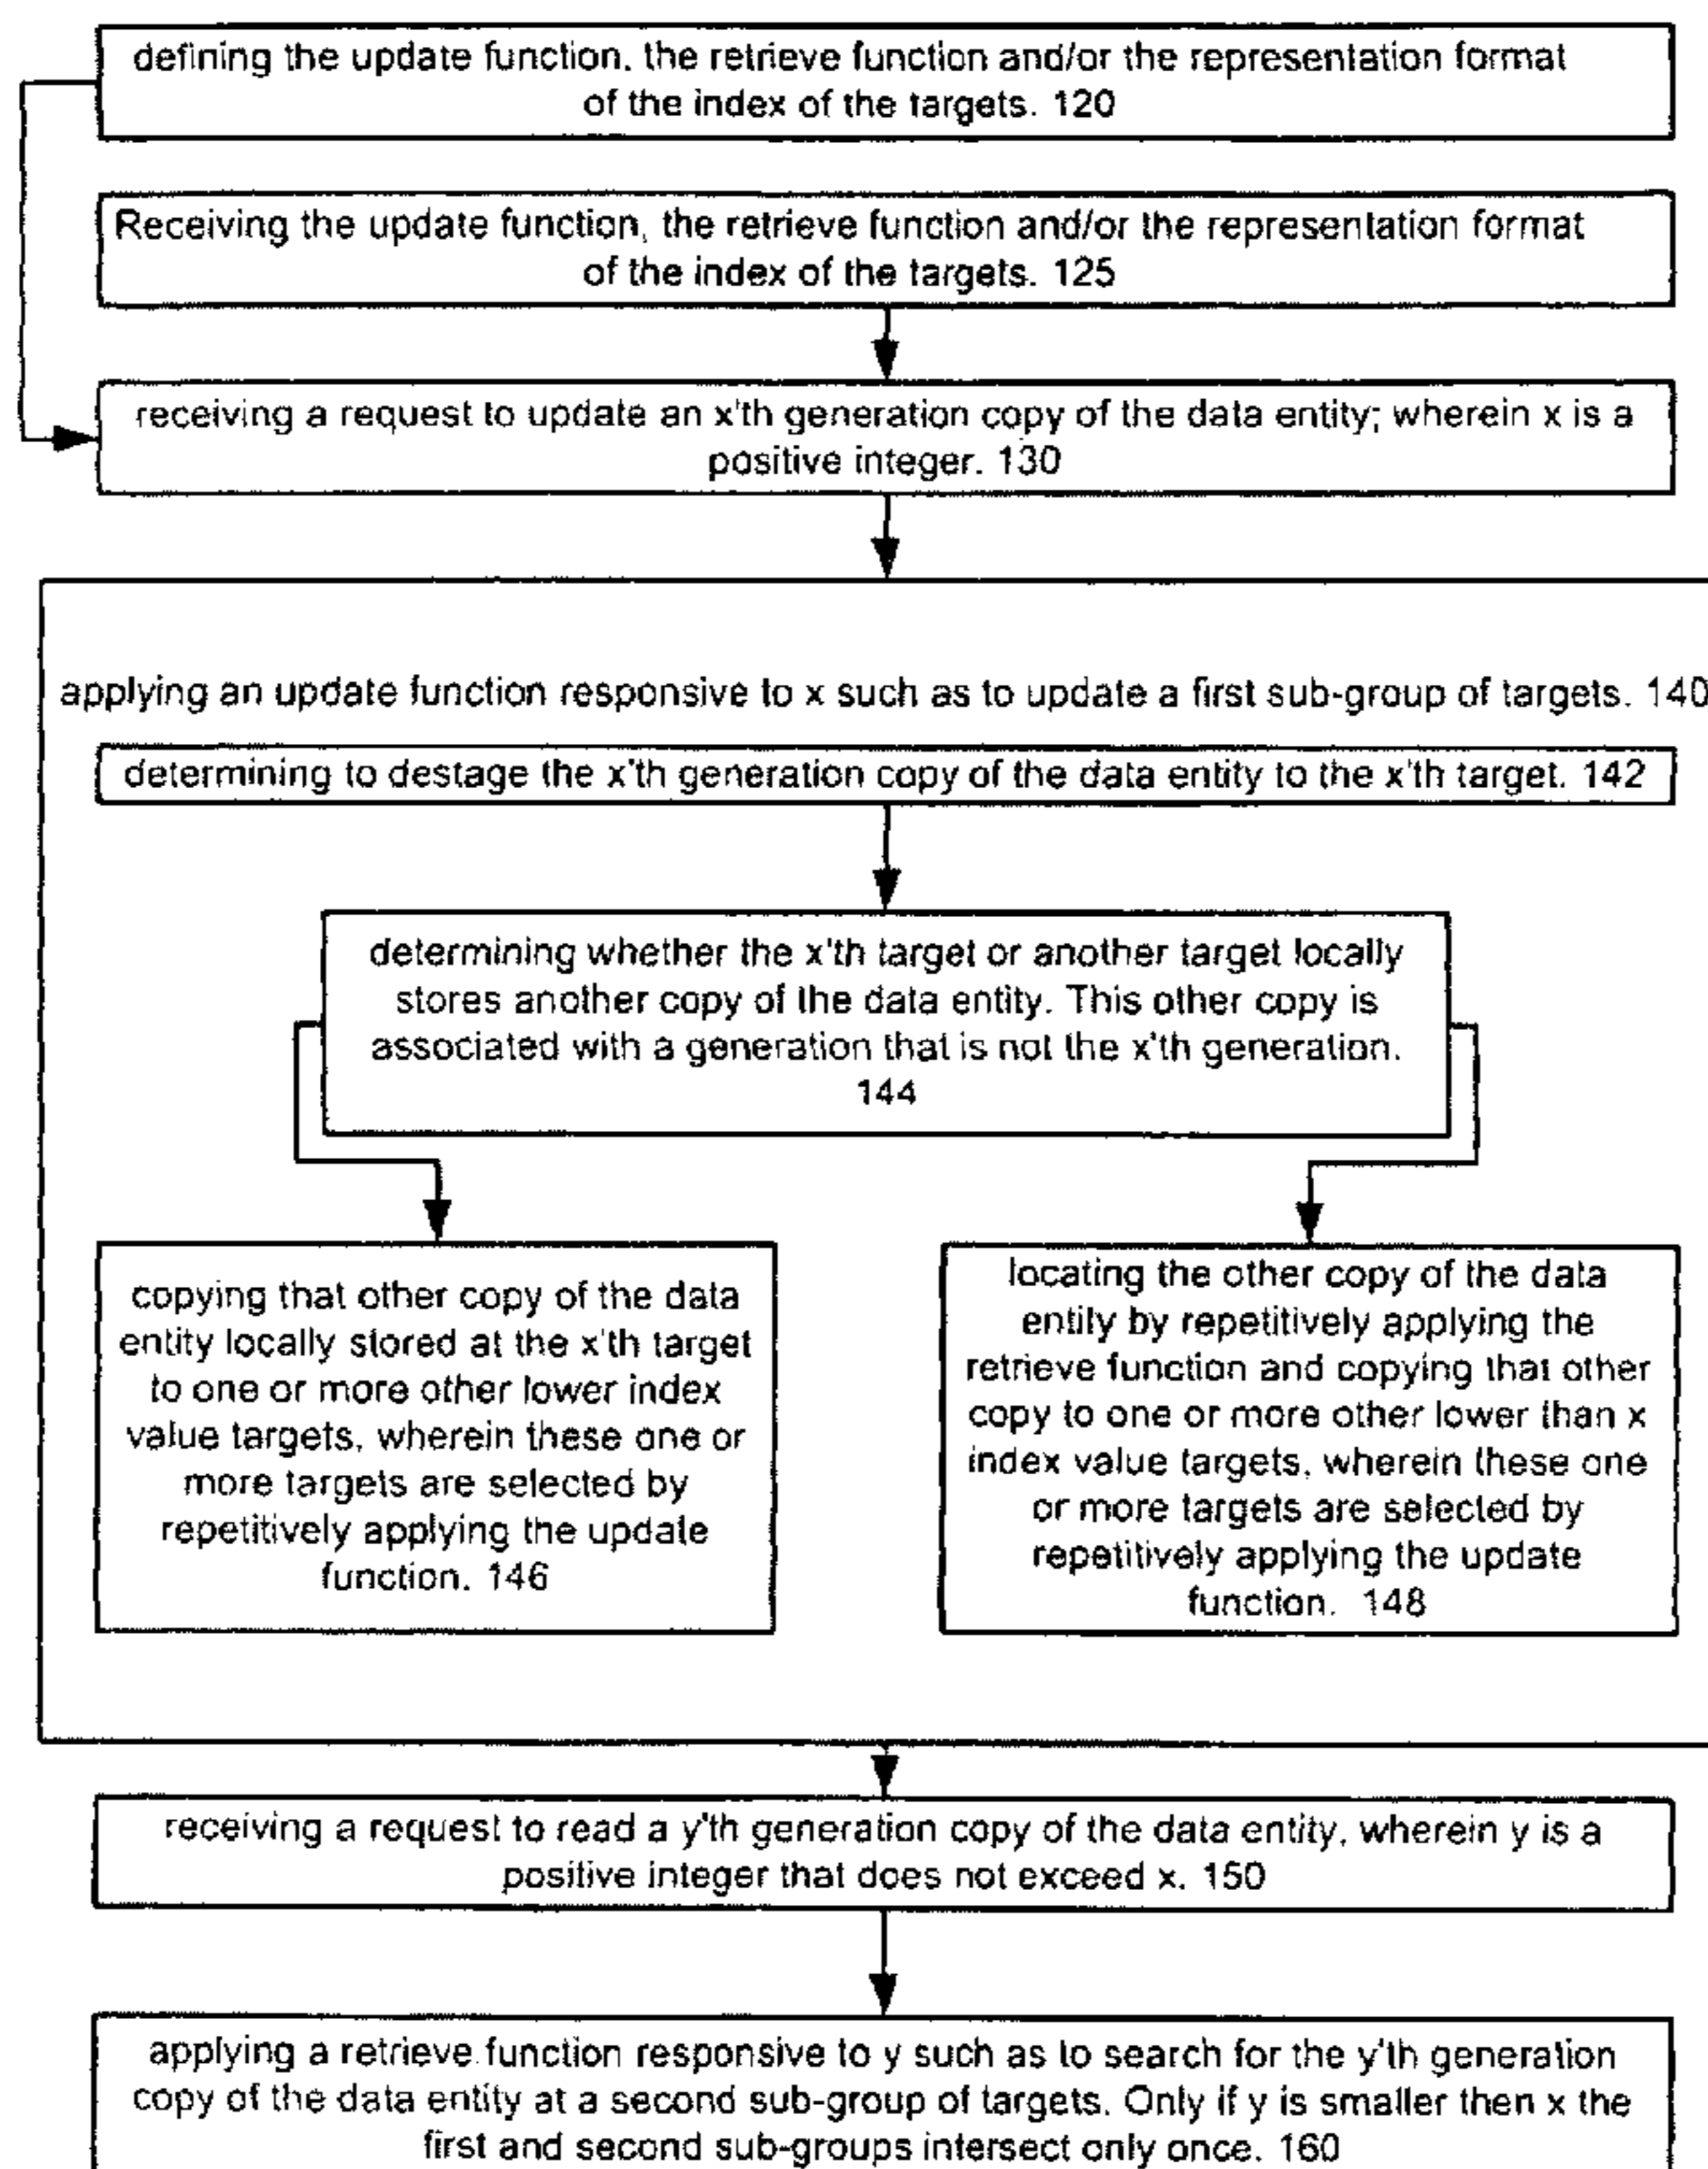 defining the update function, the retrieve function and/or the representation format
of the index of the targets. 120
Receiving the update function, the retrieve function and/or the representation format
of the index of the targets. 125
receiving a request to update an x'th generation copy of the data entity; wherein x is a
positive integer. 130
applying an update function responsive to x such as to update a first sub-group of targets. 140
determining to destage the x'th generation copy of the data entity to the x'th target. 142
determining whether the x'th target or another target locally
stores another copy of the data entity. This other copy is
associated with a generation that is not the x'th generation.
144
copying that other copy of the data
entity locally stored at the x'th target
to one or more other lower index
value targets, wherein these one or
more targets are selected by
repetitively applying the update
function. 146
locating the other copy of the data
entity by repetitively applying the
retrieve function and copying that other
copy to one or more other lower than x
index value targets, wherein these one
or more targets are selected by
repetitively applying the update
function. 148
receiving a request to read a y'th generation copy of the data entity, wherein y is a
positive integer that does not exceed x. 150
applying a retrieve function responsive to y such as to search for the y'th generation
copy of the data entity at a second sub-group of targets. Only if y is smaller then x the
first and second sub-groups intersect only once. 160